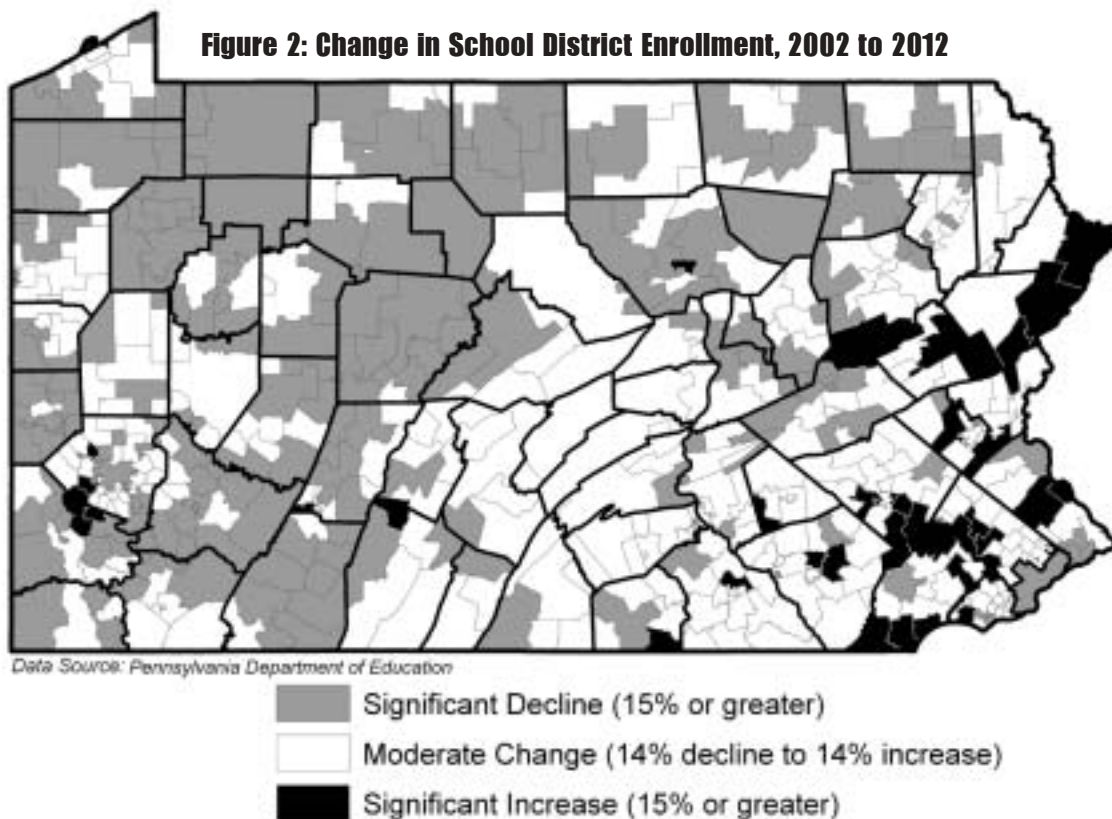 Figure 2: Change in School District Enrollment, 2002 to 2012
Data Source: Pennsylvania Department of Education
Significant Decline (15% or greater)
Moderate Change (14% decline to 14% increase)
Significant Increase (15% or greater)